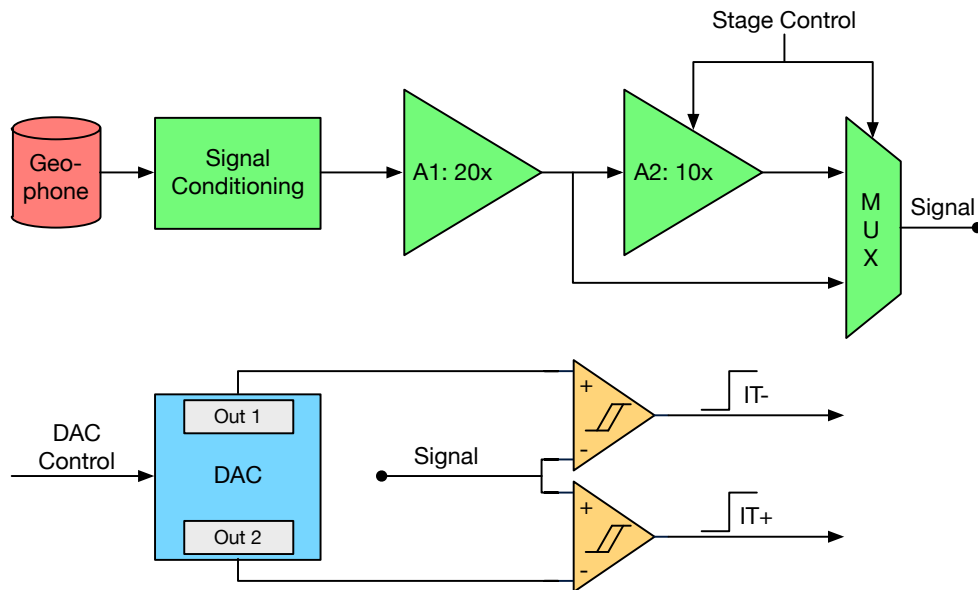 Stage Control
Geo-
phone
Signal
Conditioning
A1: 20x
A2: 10x
M
U
X
Signal
DAC
Control
Out 1
DAC
Out 2
Signal
+
-
IT-
+
-
IT+